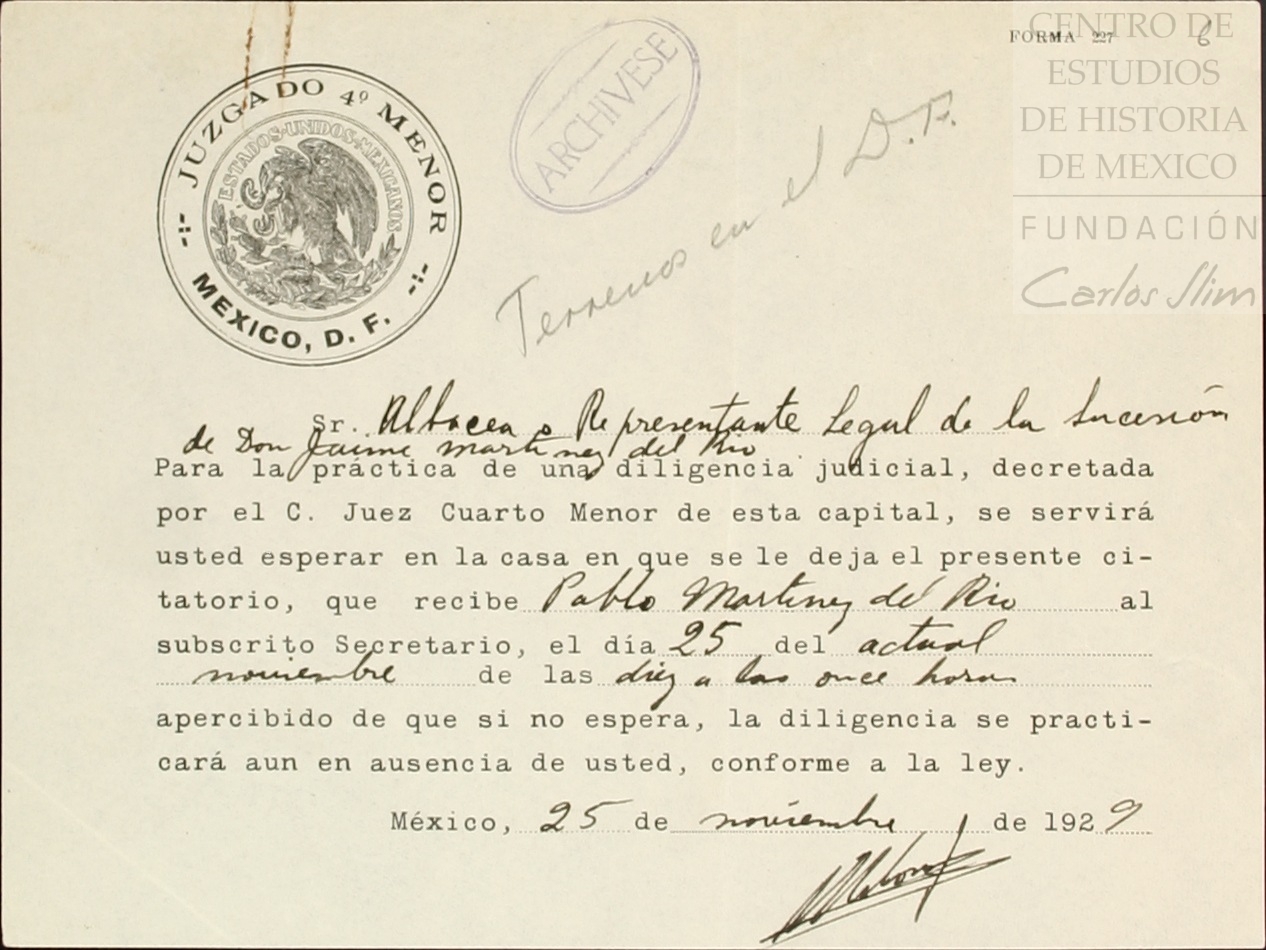 FORMA 227 6
CENTRO DE
ESTUDIOS
DE HISTORIA
DE MEXICO
FUNDACIÓN
Carlos Slim
JUZGADO 4º MENOR
ESTADOS·UNIDOS·MEXICANOS
MEXICO, D. F.
ARCHIVESE
Terrenos en el D.F.
Sr. Albacea o Representante Legal de la Sucesión
de Don Jaime Martinez del Rio
Para la práctica de una diligencia judicial, decretada
por el C. Juez Cuarto Menor de esta capital, se servirá
usted esperar en la casa en que se le deja el presente ci-
tatorio, que recibe Pablo Martinez del Rio al
subscrito Secretario, el día 25 del actual
noviembre de las diez a las once horas
apercibido de que si no espera, la diligencia se practi-
cará aun en ausencia de usted, conforme a la ley.
México, 25 de noviembre de 1929